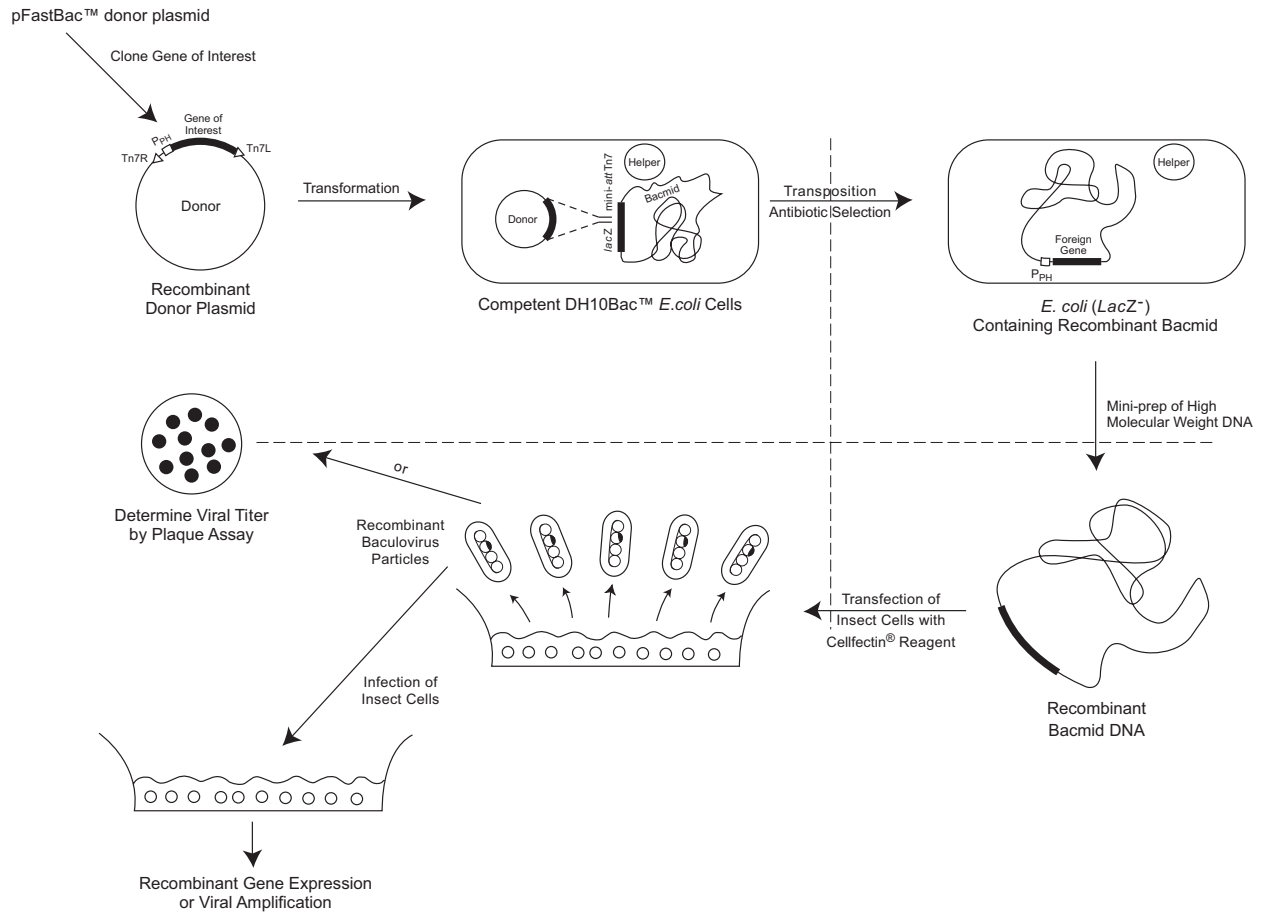 pFastBac™ donor plasmid
Clone Gene of Interest
Gene of
Interest
PPH
Tn7R
Tn7L
Donor
Recombinant
Donor Plasmid
Transformation
Helper
Donor
lacZ
mini-attTn7
Bacmid
Competent DH10Bac™ E.coli Cells
Transposition
Antibiotic Selection
Helper
Foreign
Gene
PPH
E. coli (LacZ⁻)
Containing Recombinant Bacmid
Mini-prep of High
Molecular Weight DNA
Recombinant
Bacmid DNA
Transfection of
Insect Cells with
Cellfectin® Reagent
Recombinant
Baculovirus
Particles
or
Determine Viral Titer
by Plaque Assay
Infection of
Insect Cells
Recombinant Gene Expression
or Viral Amplification